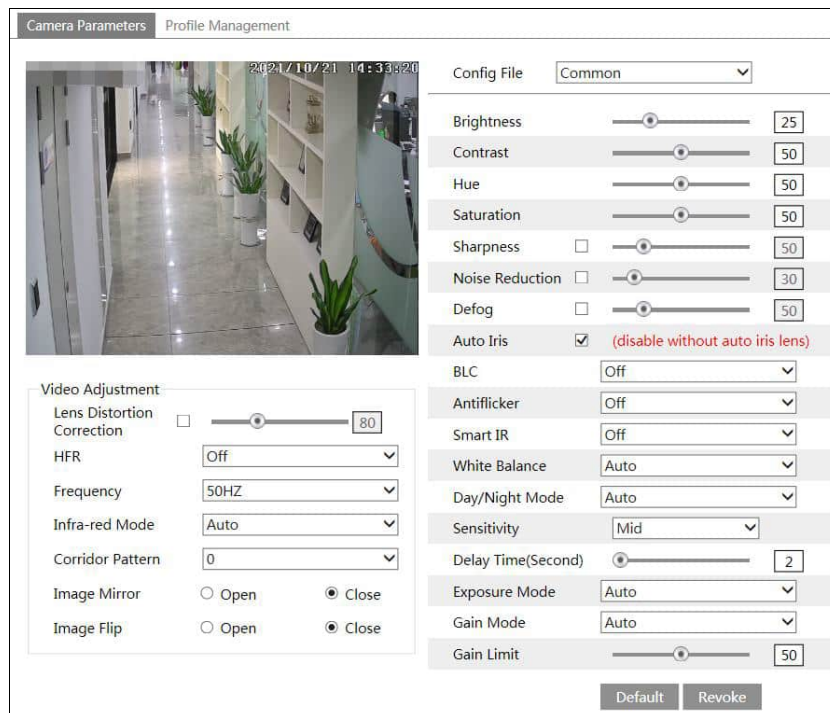 Camera Parameters Profile Management
2021/10/21 14:33:20
Config File Common
Brightness 25
Contrast 50
Hue 50
Saturation 50
Sharpness 50
Noise Reduction 30
Defog 50
Auto Iris (disable without auto iris lens)
BLC Off
Antiflicker Off
Smart IR Off
White Balance Auto
Day/Night Mode Auto
Sensitivity Mid
Delay Time(Second) 2
Exposure Mode Auto
Gain Mode Auto
Gain Limit 50
Default Revoke
Video Adjustment
Lens Distortion
Correction 80
HFR Off
Frequency 50HZ
Infra-red Mode Auto
Corridor Pattern 0
Image Mirror Open Close
Image Flip Open Close